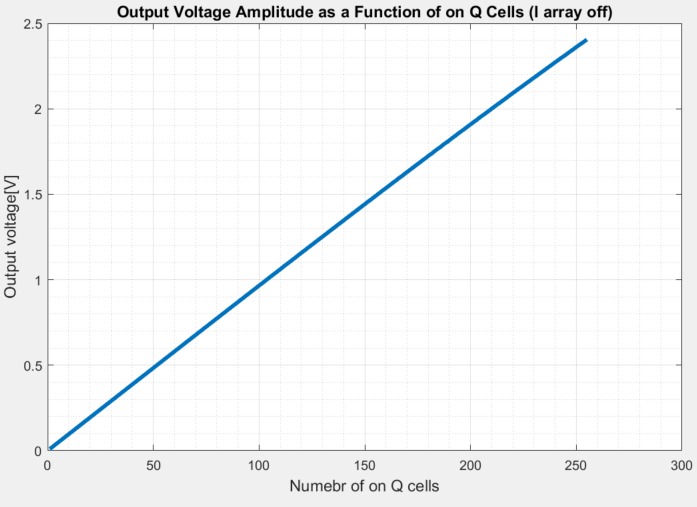 Output Voltage Amplitude as a Function of on Q Cells (I array off)
2.5
2
1.5
1
0.5
0
Output voltage[V]
0 50 100 150 200 250 300
Numebr of on Q cells